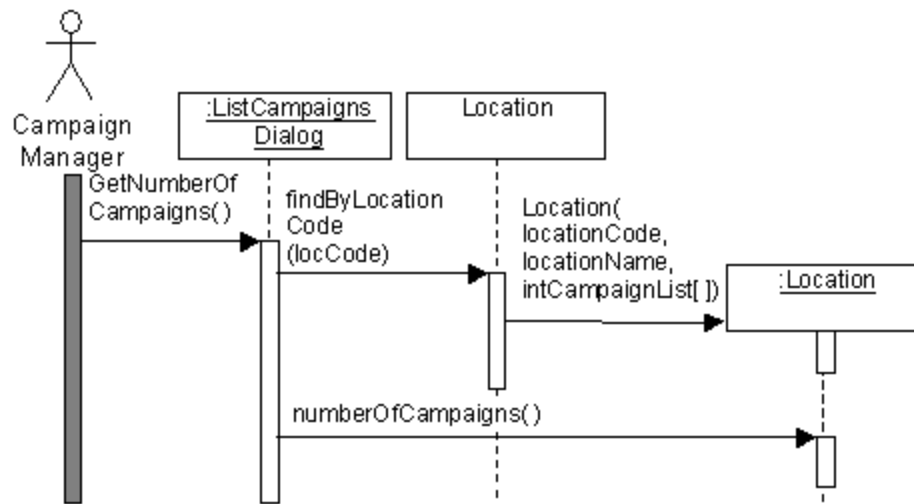 Campaign
Manager
:ListCampaigns
Dialog
Location
GetNumberOf
Campaigns()
findByLocation
Code
(locCode)
Location(
locationCode,
locationName,
intCampaignList[ ])
:Location
numberOfCampaigns()